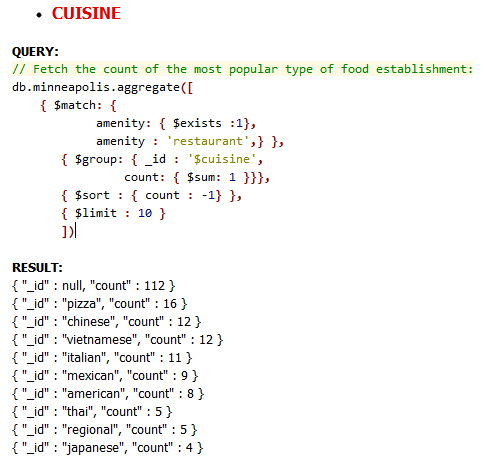 • CUISINE
QUERY:
// Fetch the count of the most popular type of food establishment:
db.minneapolis.aggregate([
{ $match: {
amenity: { $exists :1},
amenity : 'restaurant',} },
{ $group: { _id : '$cuisine',
count: { $sum: 1 }}},
{ $sort : { count : -1} },
{ $limit : 10 }
])
RESULT:
{ "_id" : null, "count" : 112 }
{ "_id" : "pizza", "count" : 16 }
{ "_id" : "chinese", "count" : 12 }
{ "_id" : "vietnamese", "count" : 12 }
{ "_id" : "italian", "count" : 11 }
{ "_id" : "mexican", "count" : 9 }
{ "_id" : "american", "count" : 8 }
{ "_id" : "thai", "count" : 5 }
{ "_id" : "regional", "count" : 5 }
{ "_id" : "japanese", "count" : 4 }